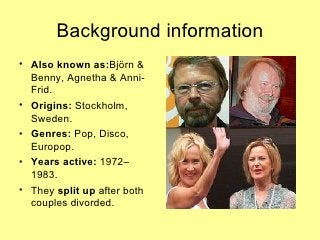 Background information
• Also known as:Björn &
Benny, Agnetha & Anni-
Frid.
• Origins: Stockholm,
Sweden.
• Genres: Pop, Disco,
Europop.
• Years active: 1972–
1983.
• They split up after both
couples divorded.